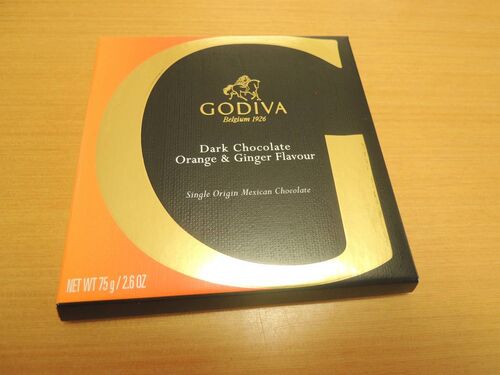 G
GODIVA
Belgium 1926
Dark Chocolate
Orange & Ginger Flavour
Single Origin Mexican Chocolate
NET WT 75 g / 2.6 OZ